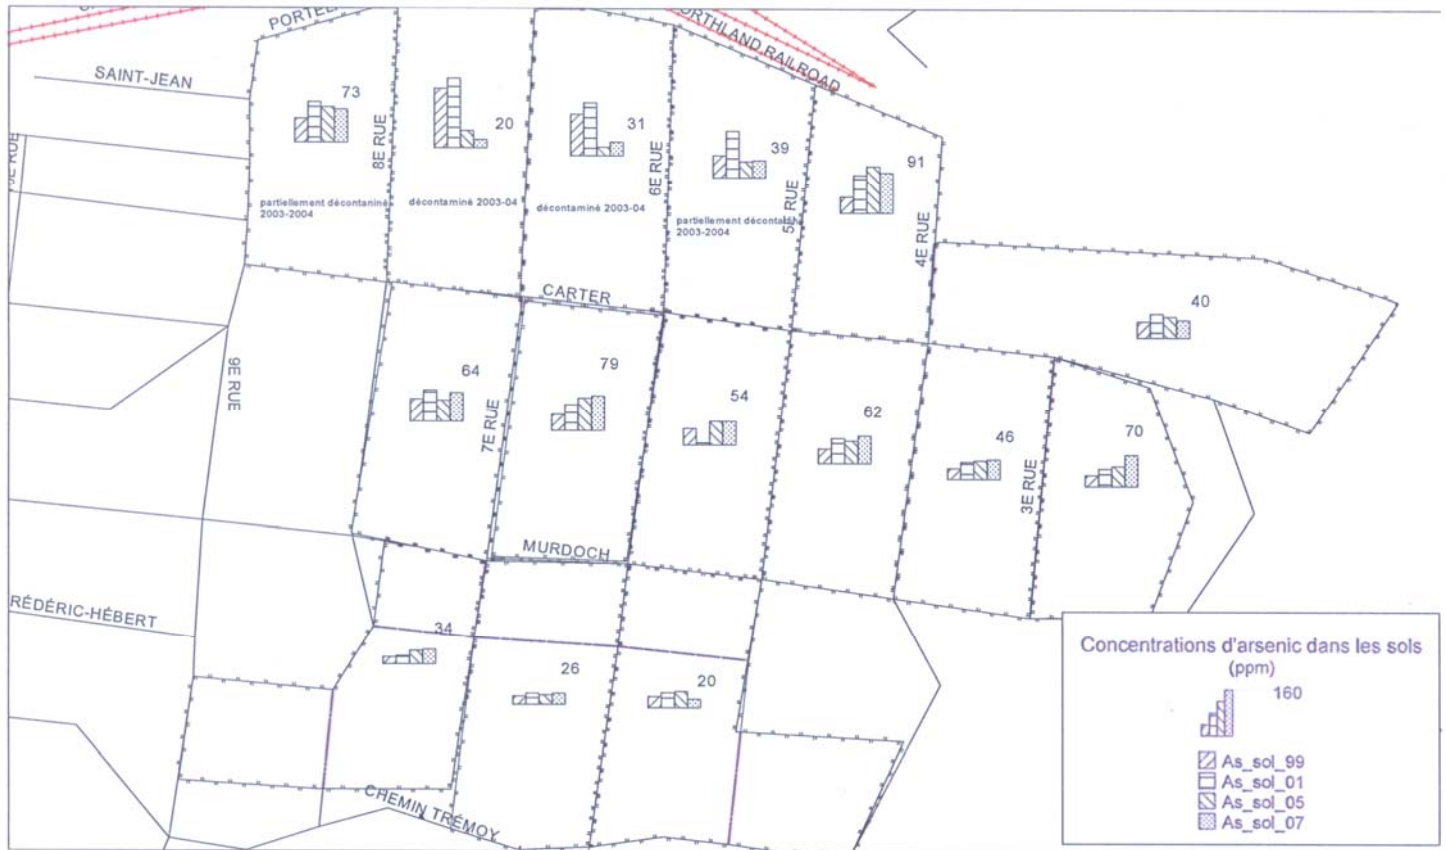 SAINT-JEAN
ORTHLAND RAILROAD
73
20
31
39
91
8E RUE
6E RUE
5E RUE
4E RUE
partiellement décontaminé
2003-2004
décontaminé 2003-04
décontaminé 2003-04
partiellement décontaminé
2003-2004
CARTER
40
9E RUE
64
79
54
62
46
70
7E RUE
3E RUE
MURDOCH
RÉDÉRIC-HÉBERT
34
26
20
CHEMIN TRÉMOY
Concentrations d'arsenic dans les sols
(ppm)
160
As_sol_99
As_sol_01
As_sol_05
As_sol_07